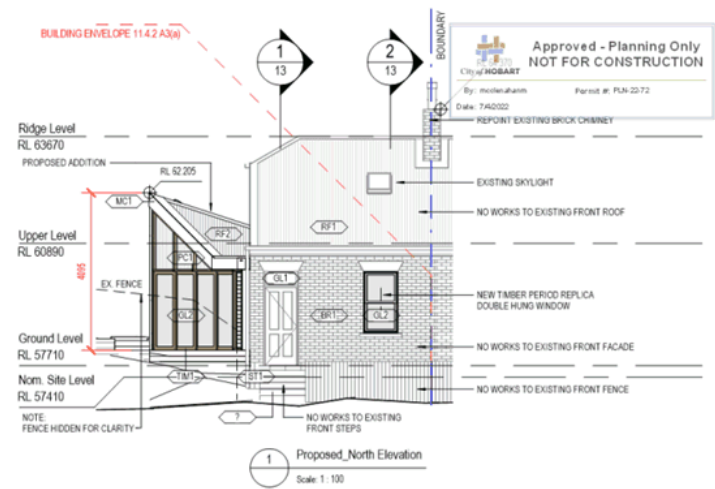 BUILDING ENVELOPE 11.4.2 A3(a)
1
13
2
13
BOUNDARY
City of HOBART
Approved - Planning Only
NOT FOR CONSTRUCTION
By: mcclenahanm
Permit #: PLN-22-72
Date: 7/4/2022
REPOINT EXISTING BRICK CHIMNEY
Ridge Level
RL 63670
PROPOSED ADDITION
RL 62.205
MC1
EXISTING SKYLIGHT
RF2
RF1
NO WORKS TO EXISTING FRONT ROOF
Upper Level
RL 60890
PC1
4895
EX. FENCE
GL1
GL2
BR1
GL2
NEW TIMBER PERIOD REPLICA
DOUBLE HUNG WINDOW
Ground Level
RL 57710
NO WORKS TO EXISTING FRONT FACADE
Nom. Site Level
RL 57410
TIM1
ST1
NO WORKS TO EXISTING FRONT FENCE
NOTE:
FENCE HIDDEN FOR CLARITY
?
NO WORKS TO EXISTING
FRONT STEPS
1
Proposed_North Elevation
Scale: 1 : 100